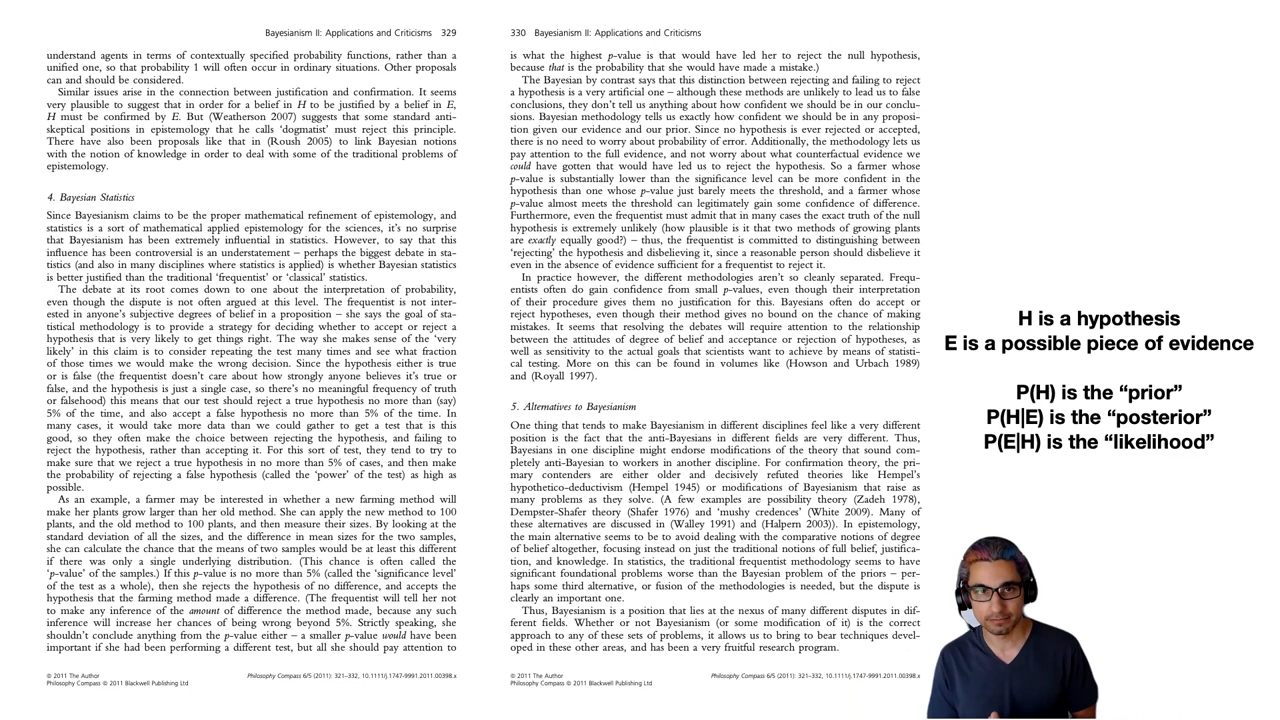 Bayesianism II: Applications and Criticisms 329
understand agents in terms of contextually specified probability functions, rather than a
unified one, so that probability 1 will often occur in ordinary situations. Other proposals
can and should be considered.
Similar issues arise in the connection between justification and confirmation. It seems
very plausible to suggest that in order for a belief in H to be justified by a belief in E,
H must be confirmed by E. But (Weatherson 2007) suggests that some standard anti-
skeptical positions in epistemology that he calls ‘dogmatist’ must reject this principle.
There have also been proposals like that in (Roush 2005) to link Bayesian notions
with the notion of knowledge in order to deal with some of the traditional problems of
epistemology.
4. Bayesian Statistics
Since Bayesianism claims to be the proper mathematical refinement of epistemology, and
statistics is a sort of mathematical applied epistemology for the sciences, it’s no surprise
that Bayesianism has been extremely influential in statistics. However, to say that this
influence has been controversial is an understatement – perhaps the biggest debate in sta-
tistics (and also in many disciplines where statistics is applied) is whether Bayesian statistics
is better justified than the traditional ‘frequentist’ or ‘classical’ statistics.
The debate at its root comes down to one about the interpretation of probability,
even though the dispute is not often argued at this level. The frequentist is not inter-
ested in anyone’s subjective degrees of belief in a proposition – she says the goal of sta-
tistical methodology is to provide a strategy for deciding whether to accept or reject a
hypothesis that is very likely to get things right. The way she makes sense of the ‘very
likely’ in this claim is to consider repeating the test many times and see what fraction
of those times we would make the wrong decision. Since the hypothesis either is true
or is false (the frequentist doesn’t care about how strongly anyone believes it’s true or
false, and the hypothesis is just a single case, so there’s no meaningful frequency of truth
or falsehood) this means that our test should reject a true hypothesis no more than (say)
5% of the time, and also accept a false hypothesis no more than 5% of the time. In
many cases, it would take more data than we could gather to get a test that is this
good, so they often make the choice between rejecting the hypothesis, and failing to
reject the hypothesis, rather than accepting it. For this sort of test, they tend to try to
make sure that we reject a true hypothesis in no more than 5% of cases, and then make
the probability of rejecting a false hypothesis (called the ‘power’ of the test) as high as
possible.
As an example, a farmer may be interested in whether a new farming method will
make her plants grow larger than her old method. She can apply the new method to 100
plants, and the old method to 100 plants, and then measure their sizes. By looking at the
standard deviation of all the sizes, and the difference in mean sizes for the two samples,
she can calculate the chance that the means of two samples would be at least this different
if there was only a single underlying distribution. (This chance is often called the
‘p-value’ of the samples.) If this p-value is no more than 5% (called the ‘significance level’
of the test as a whole), then she rejects the hypothesis of no difference, and accepts the
hypothesis that the farming method made a difference. (The frequentist will tell her not
to make any inference of the amount of difference the method made, because any such
inference will increase her chances of being wrong beyond 5%. Strictly speaking, she
shouldn’t conclude anything from the p-value either – a smaller p-value would have been
important if she had been performing a different test, but all she should pay attention to
© 2011 The Author
Philosophy Compass © 2011 Blackwell Publishing Ltd
Philosophy Compass 6/5 (2011): 321–332, 10.1111/j.1747-9991.2011.00398.x
330 Bayesianism II: Applications and Criticisms
is what the highest p-value is that would have led her to reject the null hypothesis,
because that is the probability that she would have made a mistake.)
The Bayesian by contrast says that this distinction between rejecting and failing to reject
a hypothesis is a very artificial one – although these methods are unlikely to lead us to false
conclusions, they don’t tell us anything about how confident we should be in our conclu-
sions. Bayesian methodology tells us exactly how confident we should be in any proposi-
tion given our evidence and our prior. Since no hypothesis is ever rejected or accepted,
there is no need to worry about probability of error. Additionally, the methodology lets us
pay attention to the full evidence, and not worry about what counterfactual evidence we
could have gotten that would have led us to reject the hypothesis. So a farmer whose
p-value is substantially lower than the significance level can be more confident in the
hypothesis than one whose p-value just barely meets the threshold, and a farmer whose
p-value almost meets the threshold can legitimately gain some confidence of difference.
Furthermore, even the frequentist must admit that in many cases the exact truth of the null
hypothesis is extremely unlikely (how plausible is it that two methods of growing plants
are exactly equally good?) – thus, the frequentist is committed to distinguishing between
‘rejecting’ the hypothesis and disbelieving it, since a reasonable person should disbelieve it
even in the absence of evidence sufficient for a frequentist to reject it.
In practice however, the different methodologies aren’t so cleanly separated. Frequ-
entists often do gain confidence from small p-values, even though their interpretation
of their procedure gives them no justification for this. Bayesians often do accept or
reject hypotheses, even though their method gives no bound on the chance of making
mistakes. It seems that resolving the debates will require attention to the relationship
between the attitudes of degree of belief and acceptance or rejection of hypotheses, as
well as sensitivity to the actual goals that scientists want to achieve by means of statisti-
cal testing. More on this can be found in volumes like (Howson and Urbach 1989)
and (Royall 1997).
5. Alternatives to Bayesianism
One thing that tends to make Bayesianism in different disciplines feel like a very different
position is the fact that the anti-Bayesians in different fields are very different. Thus,
Bayesians in one discipline might endorse modifications of the theory that sound com-
pletely anti-Bayesian to workers in another discipline. For confirmation theory, the pri-
mary contenders are either older and decisively refuted theories like Hempel’s
hypothetico-deductivism (Hempel 1945) or modifications of Bayesianism that raise as
many problems as they solve. (A few examples are possibility theory (Zadeh 1978),
Dempster-Shafer theory (Shafer 1976) and ‘mushy credences’ (White 2009). Many of
these alternatives are discussed in (Walley 1991) and (Halpern 2003)). In epistemology,
the main alternative seems to be to avoid dealing with the comparative notions of degree
of belief altogether, focusing instead on just the traditional notions of full belief, justifica-
tion, and knowledge. In statistics, the traditional frequentist methodology seems to have
significant foundational problems worse than the Bayesian problem of the priors – per-
haps some third alternative, or fusion of the methodologies is needed, but the dispute is
clearly an important one.
Thus, Bayesianism is a position that lies at the nexus of many different disputes in dif-
ferent fields. Whether or not Bayesianism (or some modification of it) is the correct
approach to any of these sets of problems, it allows us to bring to bear techniques devel-
oped in these other areas, and has been a very fruitful research program.
© 2011 The Author
Philosophy Compass © 2011 Blackwell Publishing Ltd
Philosophy Compass 6/5 (2011): 321–332, 10.1111/j.1747-9991.2011.00398.x
H is a hypothesis
E is a possible piece of evidence
P(H) is the “prior”
P(H|E) is the “posterior”
P(E|H) is the “likelihood”